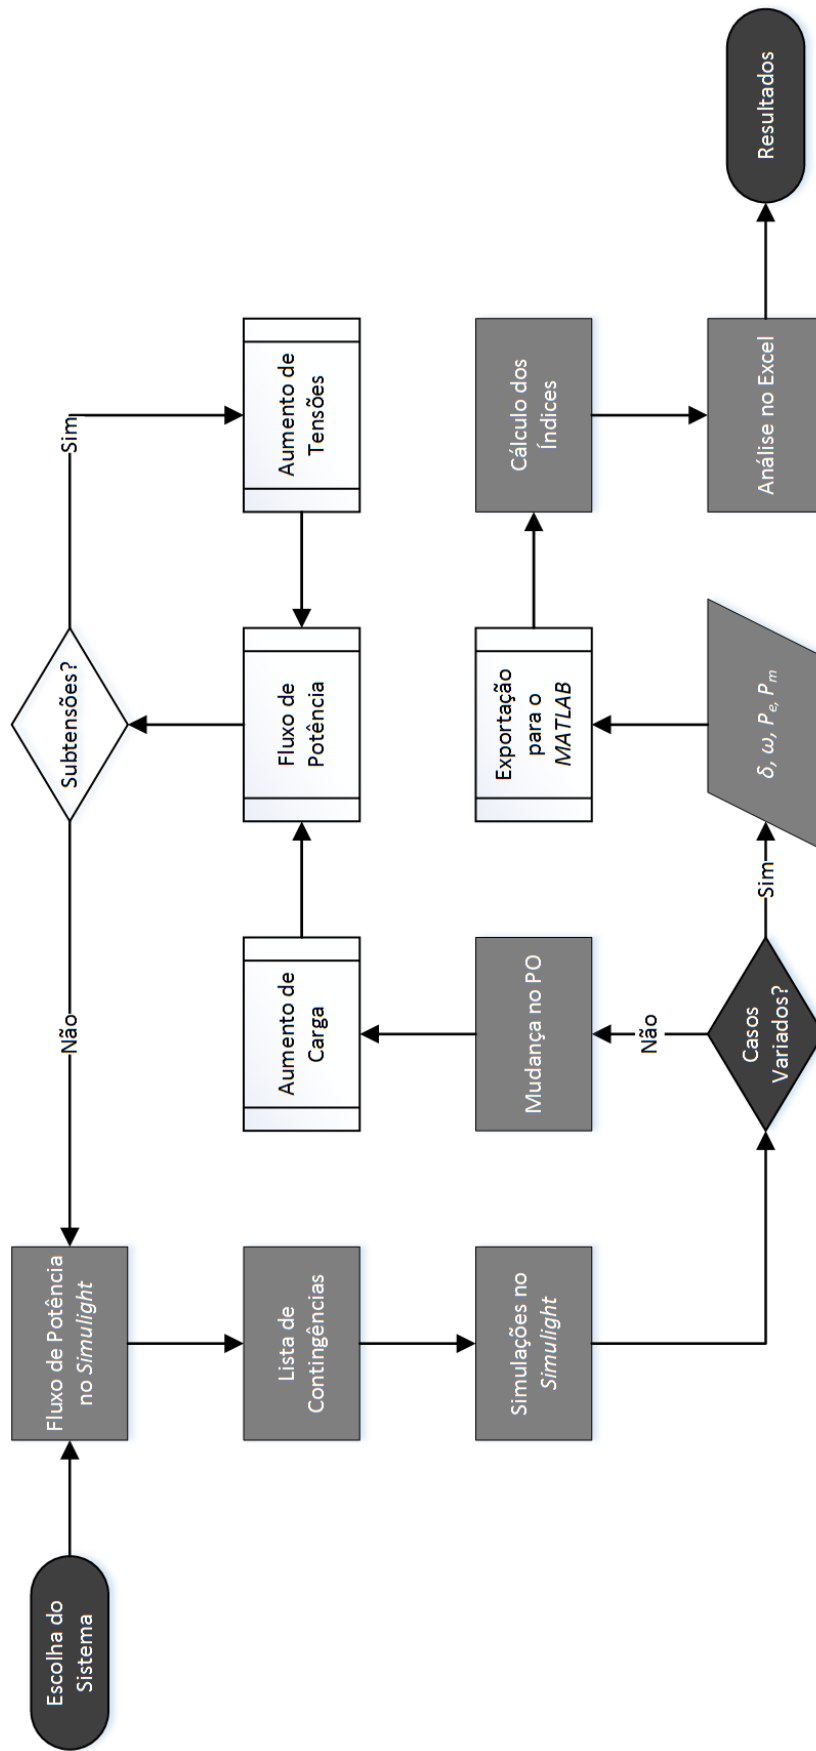 Escolha do
Sistema
Fluxo de Potência
no Simulight
Não
Subtensões?
Sim
Lista de
Contingências
Aumento de
Carga
Fluxo de
Potência
Aumento de
Tensões
Simulações no
Simulight
Mudança no PO
Exportação
para o
MATLAB
Cálculo dos
Índices
Não
Casos
Variados?
Sim
δ, ω, Pₑ, Pₘ
Análise no Excel
Resultados